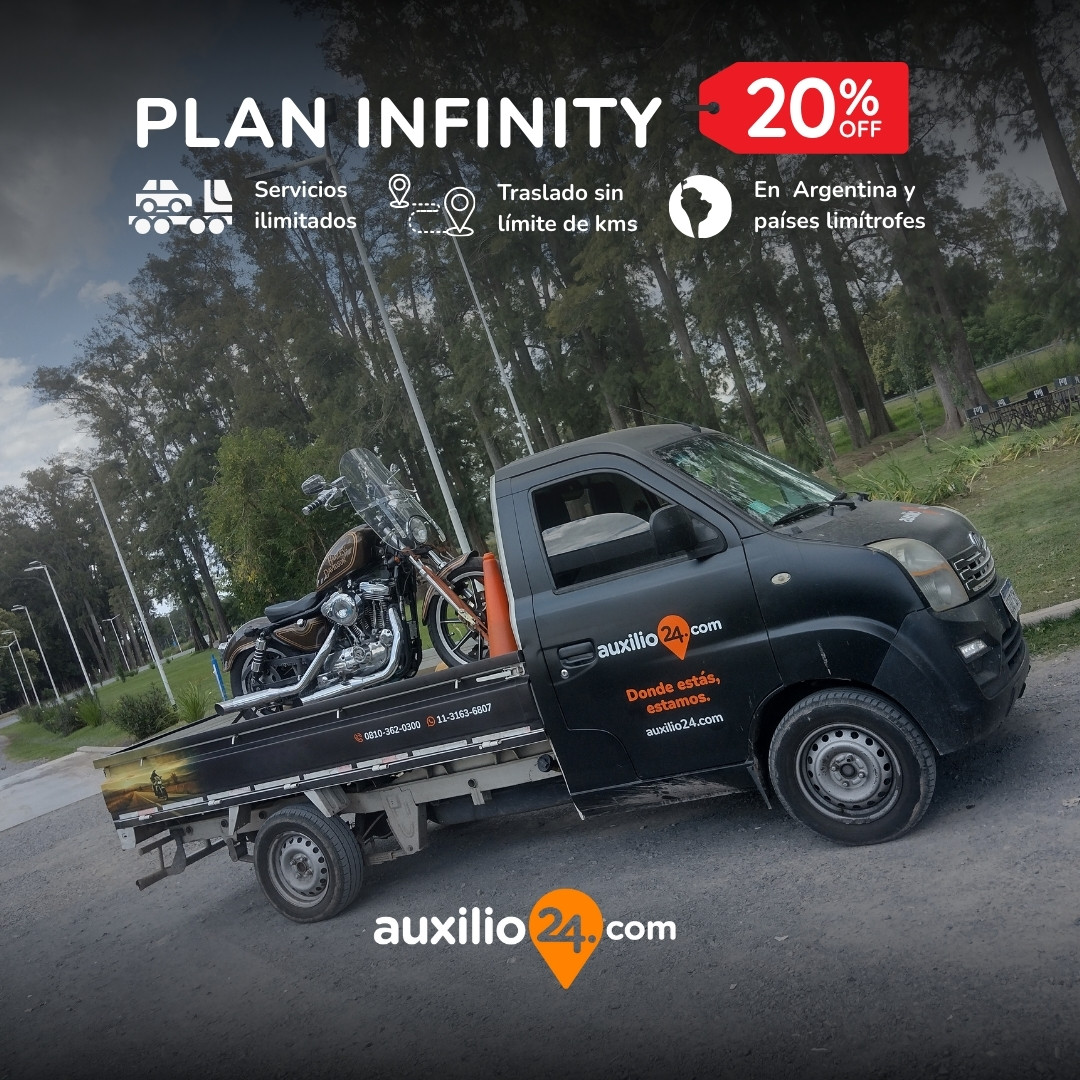 PLAN INFINITY
20%
OFF
Servicios
ilimitados
Traslado sin
límite de kms
En Argentina y
países limítrofes
auxilio24.com
Donde estás,
estamos.
auxilio24.com
0810-362-0300 11-3163-6807
auxilio24.com